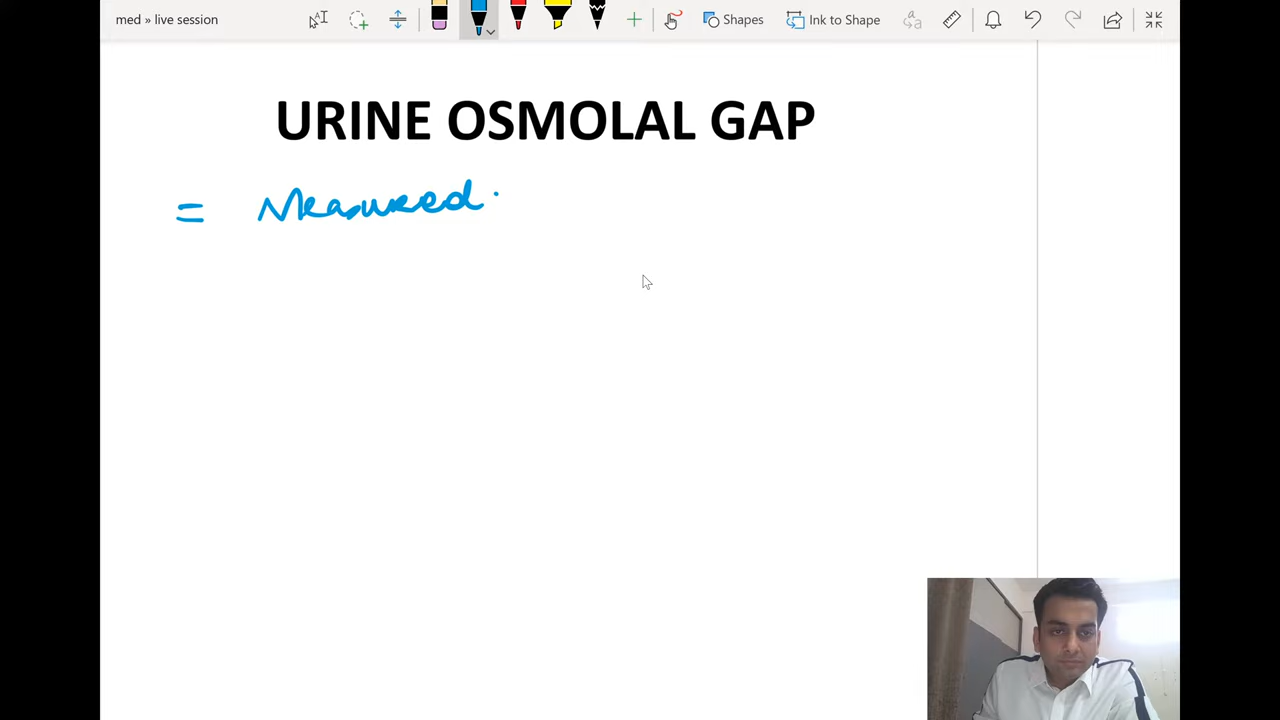 med » live session
Shapes
Ink to Shape
URINE OSMOLAL GAP
= Measured